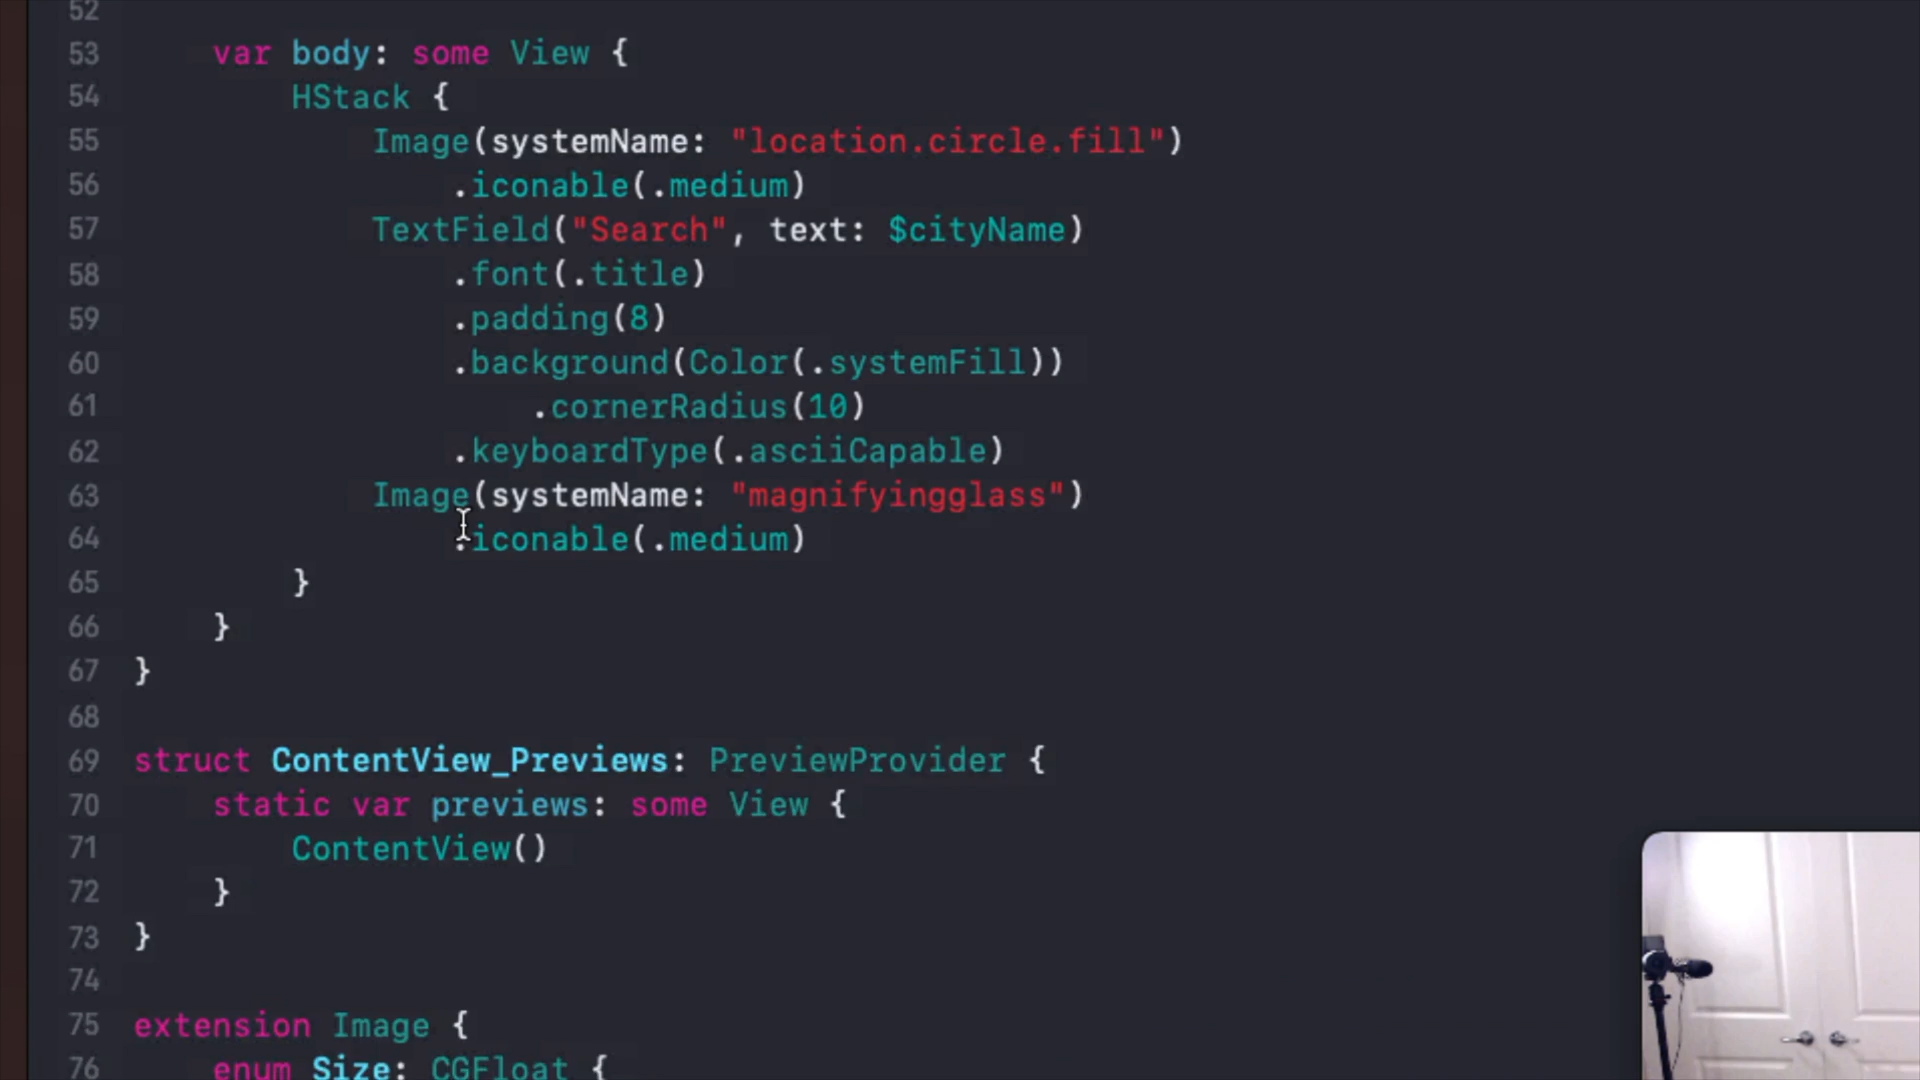 52
53 var body: some View {
54 HStack {
55 Image(systemName: "location.circle.fill")
56 .iconable(.medium)
57 TextField("Search", text: $cityName)
58 .font(.title)
59 .padding(8)
60 .background(Color(.systemFill))
61 .cornerRadius(10)
62 .keyboardType(.asciiCapable)
63 Image(systemName: "magnifyingglass")
64 .iconable(.medium)
65 }
66 }
67 }
68
69 struct ContentView_Previews: PreviewProvider {
70 static var previews: some View {
71 ContentView()
72 }
73 }
74
75 extension Image {
76 enum Size: CGFloat {